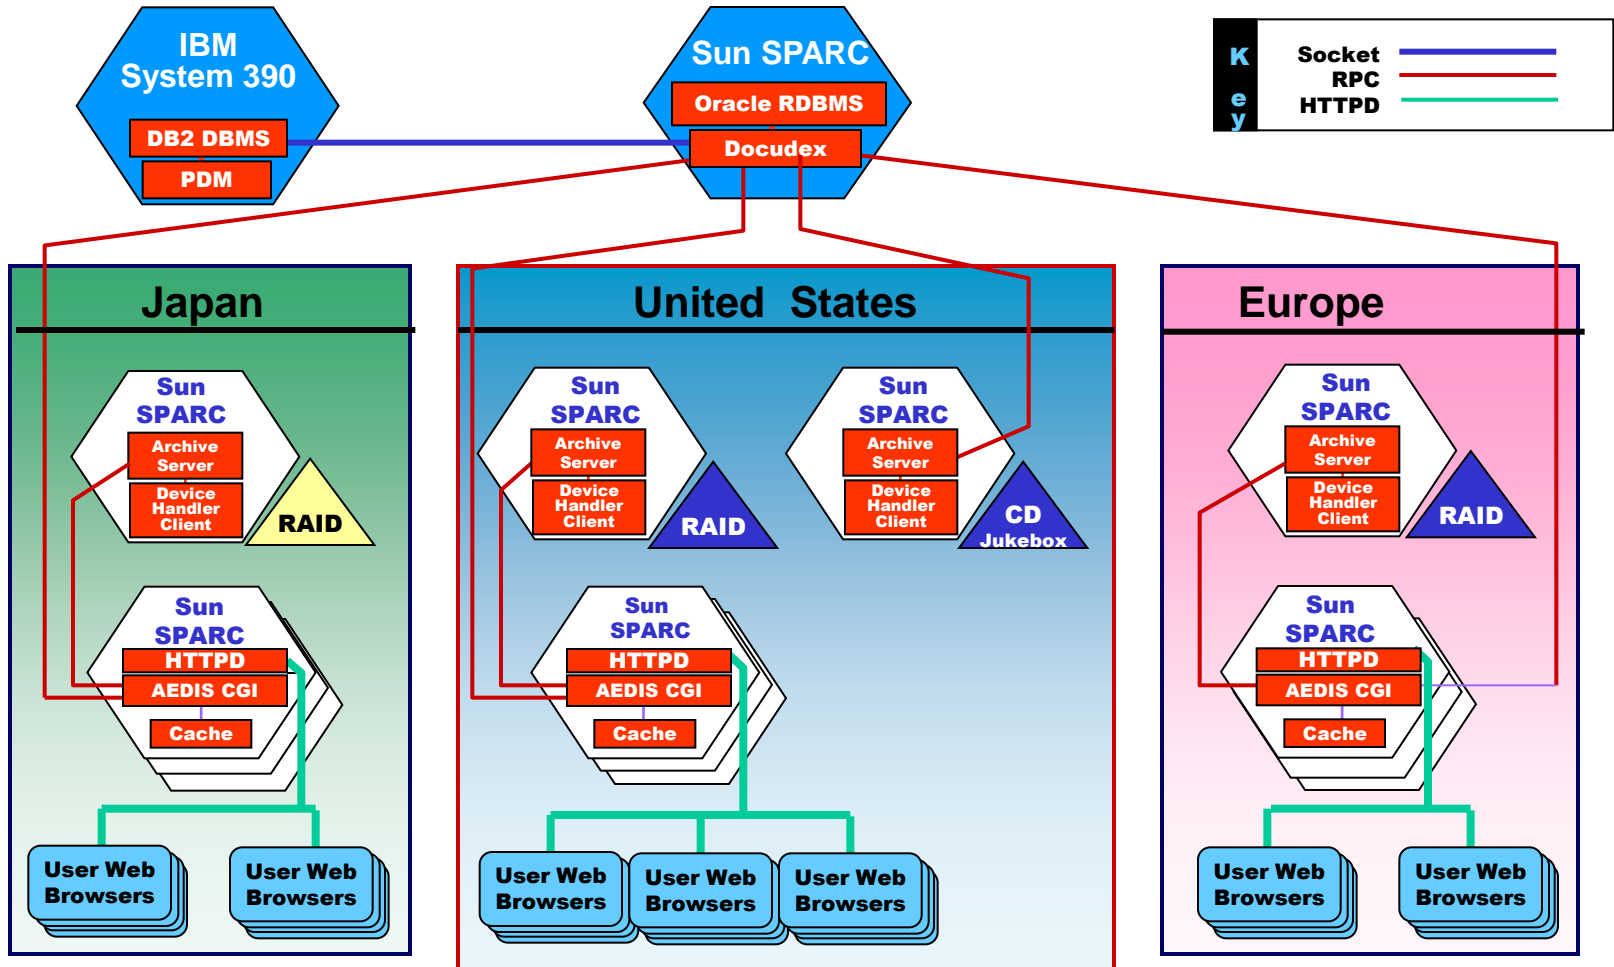 IBM
System 390
DB2 DBMS
PDM
Sun SPARC
Oracle RDBMS
Docudex
Key
Socket
RPC
HTTPD
Japan
Sun
SPARC
Archive
Server
Device
Handler
Client
RAID
Sun
SPARC
HTTPD
AEDIS CGI
Cache
User Web
Browsers
User Web
Browsers
United States
Sun
SPARC
Archive
Server
Device
Handler
Client
RAID
Sun
SPARC
Archive
Server
Device
Handler
Client
CD
Jukebox
Sun
SPARC
HTTPD
AEDIS CGI
Cache
User Web
Browsers
User Web
Browsers
User Web
Browsers
Europe
Sun
SPARC
Archive
Server
Device
Handler
Client
RAID
Sun
SPARC
HTTPD
AEDIS CGI
Cache
User Web
Browsers
User Web
Browsers